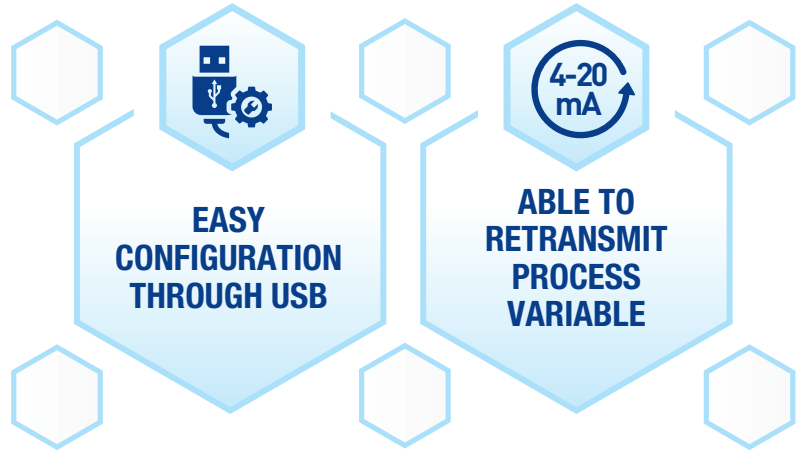 EASY
CONFIGURATION
THROUGH USB
4-20
mA
ABLE TO
RETRANSMIT
PROCESS
VARIABLE